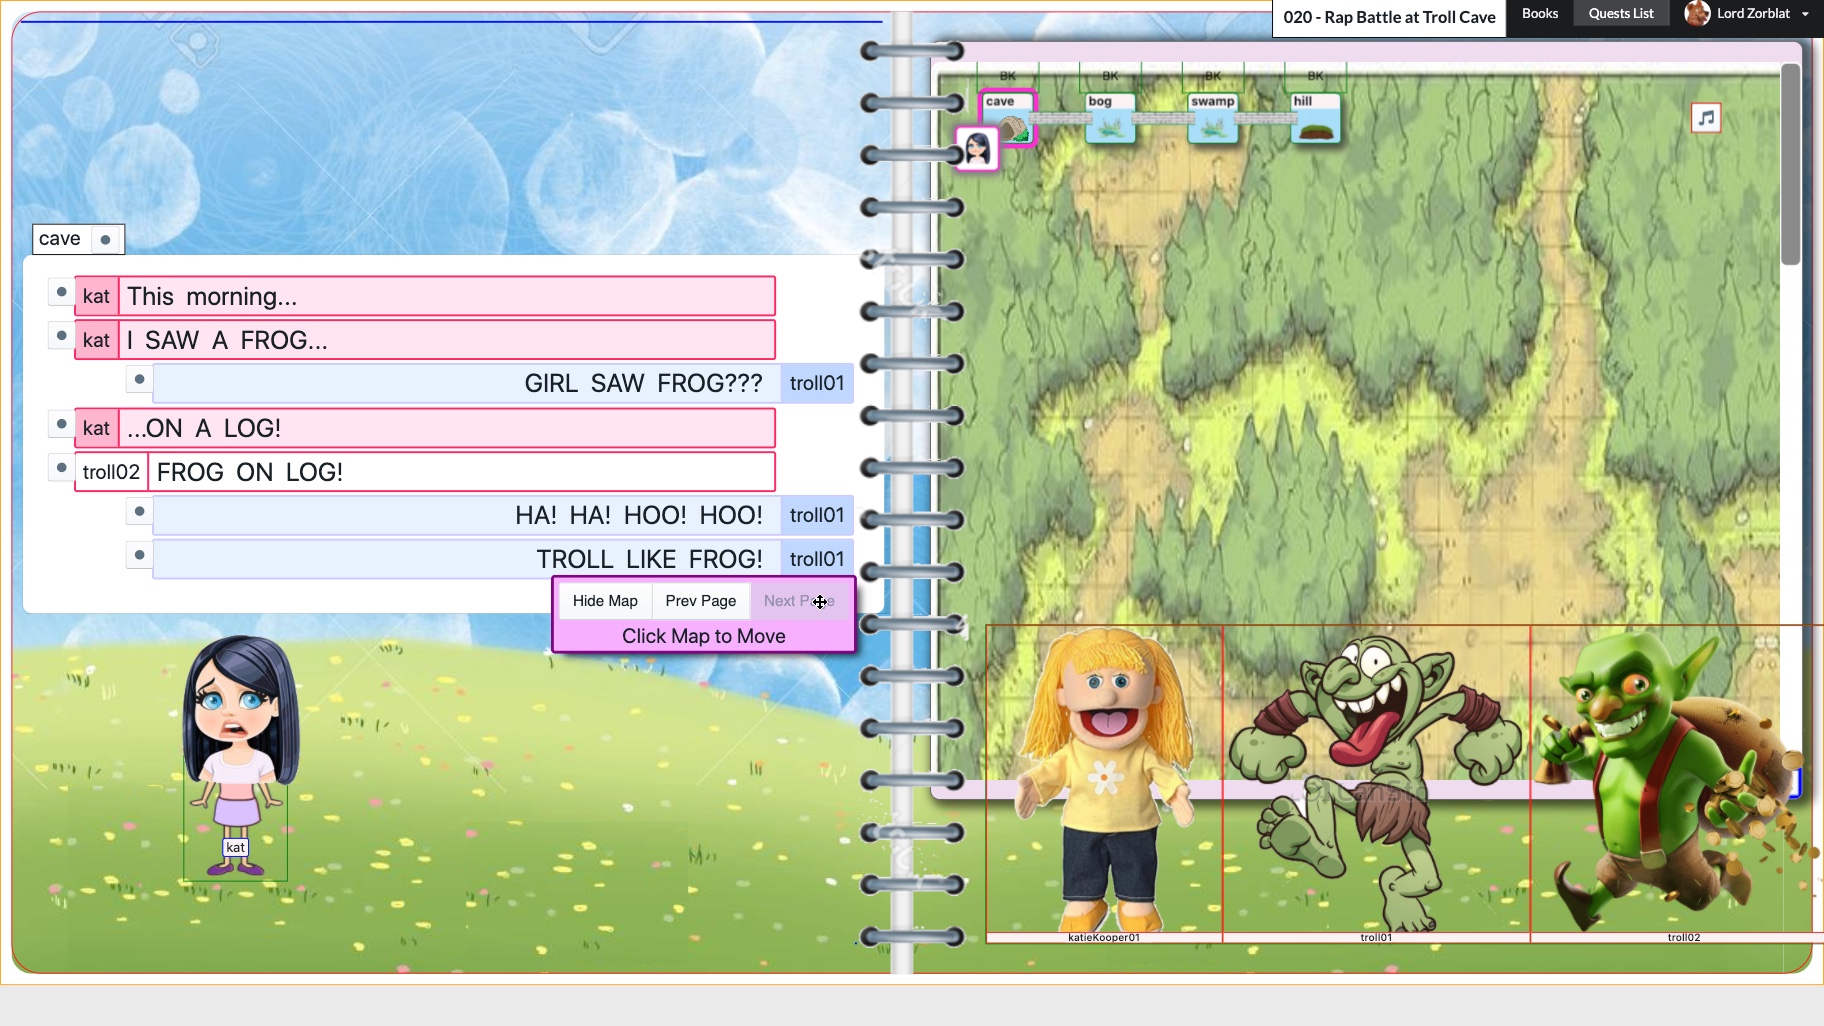 020 - Rap Battle at Troll Cave
Books
Quests List
Lord Zorblat
BK
BK
BK
BK
cave
bog
swamp
hill
cave
kat This morning...
kat I SAW A FROG...
GIRL SAW FROG??? troll01
kat ...ON A LOG!
troll02 FROG ON LOG!
HA! HA! HOO! HOO! troll01
TROLL LIKE FROG! troll01
Hide Map
Prev Page
Next Page
Click Map to Move
kat
katieKooper01
troll01
troll02